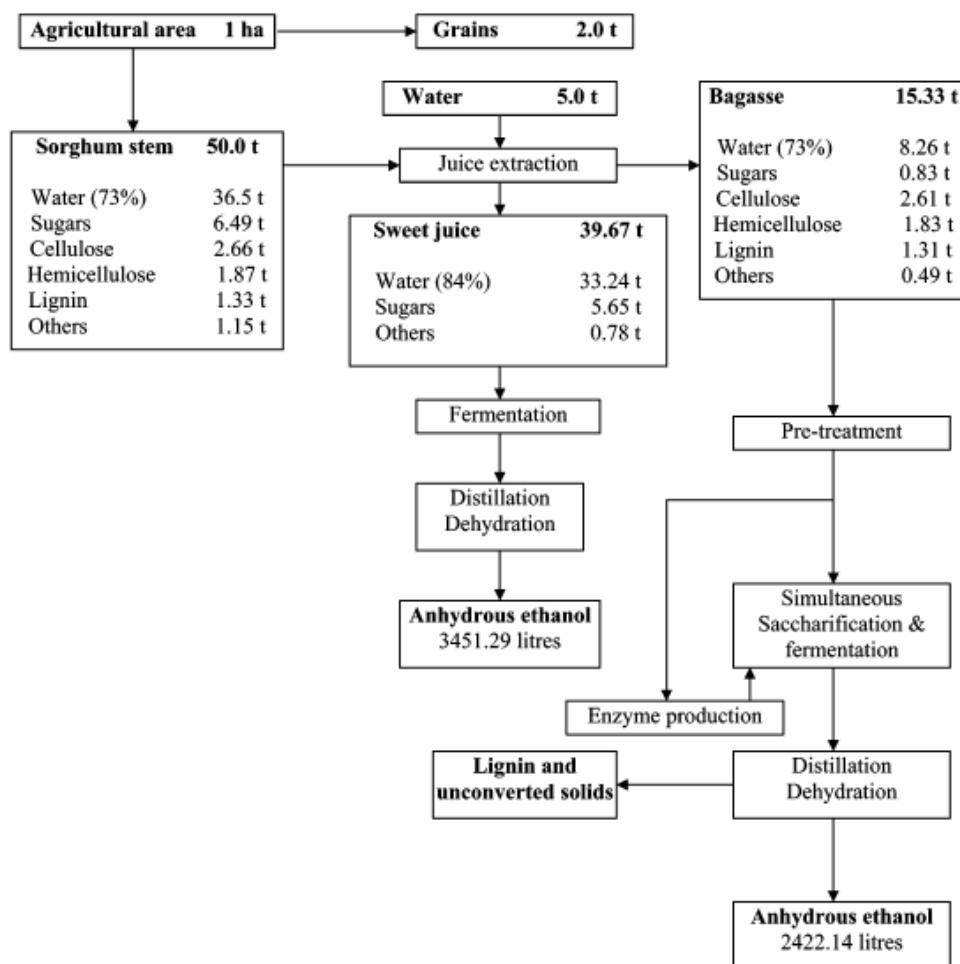 Agricultural area 1 ha
Grains 2.0 t
Water 5.0 t
Bagasse 15.33 t
Water (73%) 8.26 t
Sugars 0.83 t
Cellulose 2.61 t
Hemicellulose 1.83 t
Lignin 1.31 t
Others 0.49 t
Sorghum stem 50.0 t
Water (73%) 36.5 t
Sugars 6.49 t
Cellulose 2.66 t
Hemicellulose 1.87 t
Lignin 1.33 t
Others 1.15 t
Juice extraction
Sweet juice 39.67 t
Water (84%) 33.24 t
Sugars 5.65 t
Others 0.78 t
Fermentation
Pre-treatment
Distillation
Dehydration
Anhydrous ethanol
3451.29 litres
Simultaneous
Saccharification &
fermentation
Enzyme production
Lignin and
unconverted solids
Distillation
Dehydration
Anhydrous ethanol
2422.14 litres